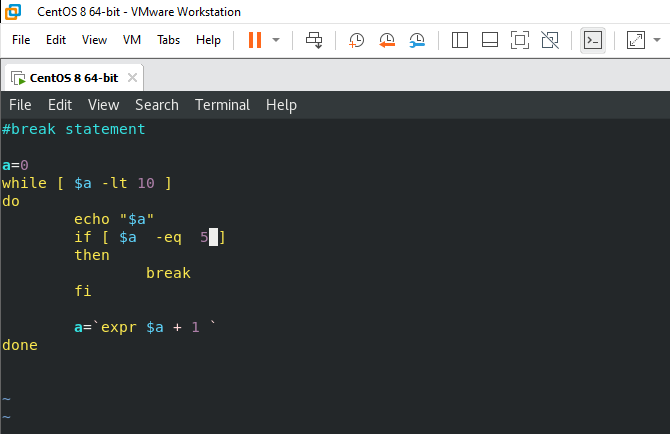 CentOS 8 64-bit - VMware Workstation
File Edit View VM Tabs Help
CentOS 8 64-bit
File Edit View Search Terminal Help
#break statement
a=0
while [ $a -lt 10 ]
do
        echo "$a"
        if [ $a  -eq  5 ]
        then
                break
        fi
        a=`expr $a + 1 `
done
~
~